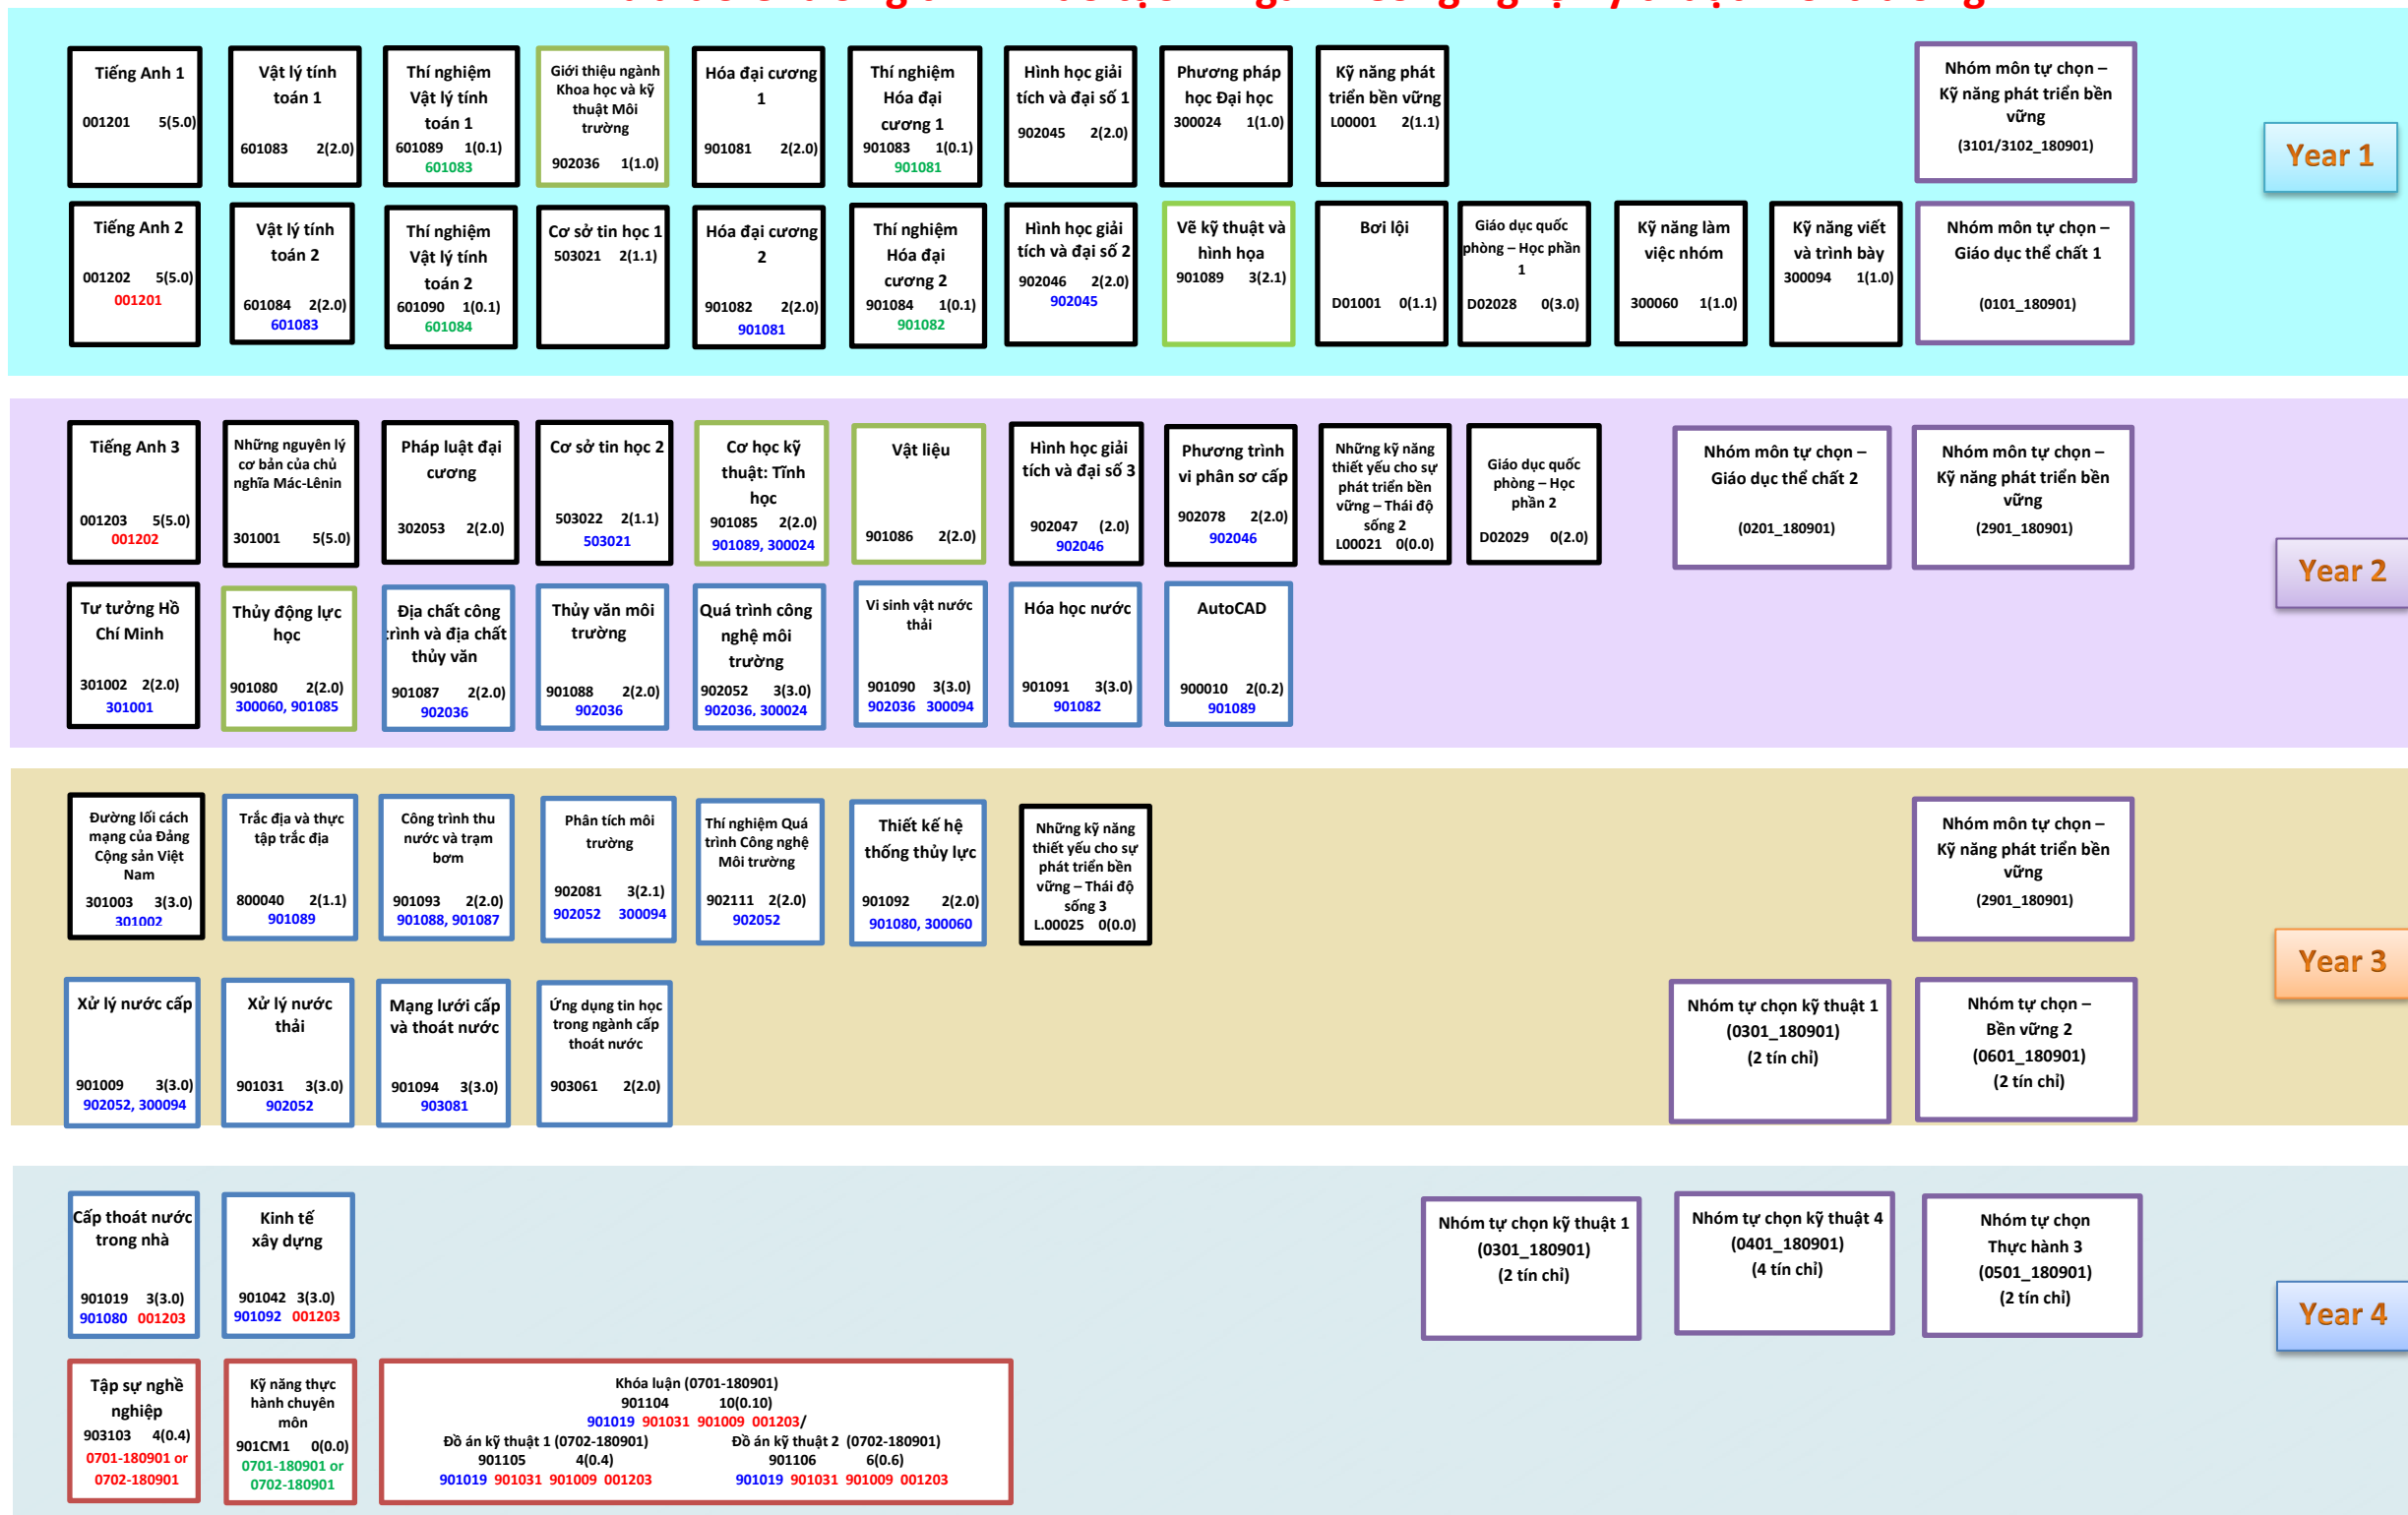 Tiếng Anh 1
001201 5(5.0)
Vật lý tính
toán 1
601083 2(2.0)
Thí nghiệm
Vật lý tính
toán 1
601089 1(0.1)
601083
Giới thiệu ngành
Khoa học và kỹ
thuật Môi
trường
902036 1(1.0)
Hóa đại cương
1
901081 2(2.0)
Thí nghiệm
Hóa đại
cương 1
901083 1(0.1)
901081
Hình học giải
tích và đại số 1
902045 2(2.0)
Phương pháp
học Đại học
300024 1(1.0)
Kỹ năng phát
triển bền vững
L00001 2(1.1)
Nhóm môn tự chọn –
Kỹ năng phát triển bền
vững
(3101/3102_180901)
Year 1
Tiếng Anh 2
001202 5(5.0)
001201
Vật lý tính
toán 2
601084 2(2.0)
601083
Thí nghiệm
Vật lý tính
toán 2
601090 1(0.1)
601084
Cơ sở tin học 1
503021 2(1.1)
Hóa đại cương
2
901082 2(2.0)
901081
Thí nghiệm
Hóa đại
cương 2
901084 1(0.1)
901082
Hình học giải
tích và đại số 2
902046 2(2.0)
902045
Vẽ kỹ thuật và
hình họa
901089 3(2.1)
Bơi lội
D01001 0(1.1)
Giáo dục quốc
phòng – Học phần
1
D02028 0(3.0)
Kỹ năng làm
việc nhóm
300060 1(1.0)
Kỹ năng viết
và trình bày
300094 1(1.0)
Nhóm môn tự chọn –
Giáo dục thể chất 1
(0101_180901)
Tiếng Anh 3
001203 5(5.0)
001202
Những nguyên lý
cơ bản của chủ
nghĩa Mác-Lênin
301001 5(5.0)
Pháp luật đại
cương
302053 2(2.0)
Cơ sở tin học 2
503022 2(1.1)
503021
Cơ học kỹ
thuật: Tĩnh
học
901085 2(2.0)
901089, 300024
Vật liệu
901086 2(2.0)
Hình học giải
tích và đại số 3
902047 (2.0)
902046
Phương trình
vi phân sơ cấp
902078 2(2.0)
902046
Những kỹ năng
thiết yếu cho sự
phát triển bền
vững – Thái độ
sống 2
L00021 0(0.0)
Giáo dục quốc
phòng – Học
phần 2
D02029 0(2.0)
Nhóm môn tự chọn –
Giáo dục thể chất 2
(0201_180901)
Nhóm môn tự chọn –
Kỹ năng phát triển bền
vững
(2901_180901)
Year 2
Tư tưởng Hồ
Chí Minh
301002 2(2.0)
301001
Thủy động lực
học
901080 2(2.0)
300060, 901085
Địa chất công
trình và địa chất
thủy văn
901087 2(2.0)
902036
Thủy văn môi
trường
901088 2(2.0)
902036
Quá trình công
nghệ môi
trường
902052 3(3.0)
902036, 300024
Vi sinh vật nước
thải
901090 3(3.0)
902036 300094
Hóa học nước
901091 3(3.0)
901082
AutoCAD
900010 2(0.2)
901089
Đường lối cách
mạng của Đảng
Cộng sản Việt
Nam
301003 3(3.0)
301002
Trắc địa và thực
tập trắc địa
800040 2(1.1)
901089
Công trình thu
nước và trạm
bơm
901093 2(2.0)
901088, 901087
Phân tích môi
trường
902081 3(2.1)
902052 300094
Thí nghiệm Quá
trình Công nghệ
Môi trường
902111 2(2.0)
902052
Thiết kế hệ
thống thủy lực
901092 2(2.0)
901080, 300060
Những kỹ năng
thiết yếu cho sự
phát triển bền
vững – Thái độ
sống 3
L.00025 0(0.0)
Nhóm môn tự chọn –
Kỹ năng phát triển bền
vững
(2901_180901)
Year 3
Xử lý nước cấp
901009 3(3.0)
902052, 300094
Xử lý nước
thải
901031 3(3.0)
902052
Mạng lưới cấp
và thoát nước
901094 3(3.0)
903081
Ứng dụng tin học
trong ngành cấp
thoát nước
903061 2(2.0)
Nhóm tự chọn kỹ thuật 1
(0301_180901)
(2 tín chỉ)
Nhóm tự chọn –
Bền vững 2
(0601_180901)
(2 tín chỉ)
Cấp thoát nước
trong nhà
901019 3(3.0)
901080 001203
Kinh tế
xây dựng
901042 3(3.0)
901092 001203
Nhóm tự chọn kỹ thuật 1
(0301_180901)
(2 tín chỉ)
Nhóm tự chọn kỹ thuật 4
(0401_180901)
(4 tín chỉ)
Nhóm tự chọn
Thực hành 3
(0501_180901)
(2 tín chỉ)
Year 4
Tập sự nghề
nghiệp
903103 4(0.4)
0701-180901 or
0702-180901
Kỹ năng thực
hành chuyên
môn
901CM1 0(0.0)
0701-180901 or
0702-180901
Khóa luận (0701-180901)
901104 10(0.10)
901019 901031 901009 001203/
Đồ án kỹ thuật 1 (0702-180901)
901105 4(0.4)
901019 901031 901009 001203
Đồ án kỹ thuật 2 (0702-180901)
901106 6(0.6)
901019 901031 901009 001203